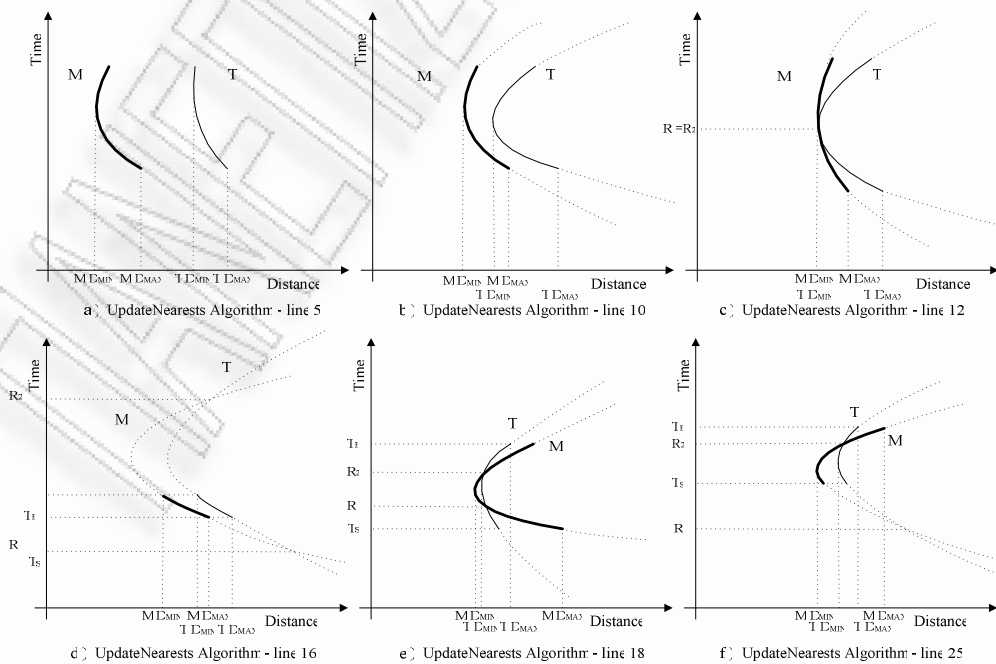 Time
M
T
MDMIN MDMAX TDMIN TDMAX Distance
a) UpdateNearests Algorithm - line 5
Time
M
T
MDMIN MDMAX Distance
TDMIN TDMAX
b) UpdateNearests Algorithm - line 10
Time
M
T
R =R2
MDMIN MDMAX Distance
TDMIN TDMAX
c) UpdateNearests Algorithm - line 12
Time
T
R2
M
TE
R
TS
MDMIN MDMAX Distance
TDMIN TDMAX
d) UpdateNearests Algorithm - line 16
Time
T
TE
M
R2
R
TS
MDMIN MDMAX Distance
TDMIN TDMAX
e) UpdateNearests Algorithm - line 18
Time
T
TE
R2
M
TS
R
MDMIN MDMAX Distance
TDMIN TDMAX
f) UpdateNearests Algorithm - line 25